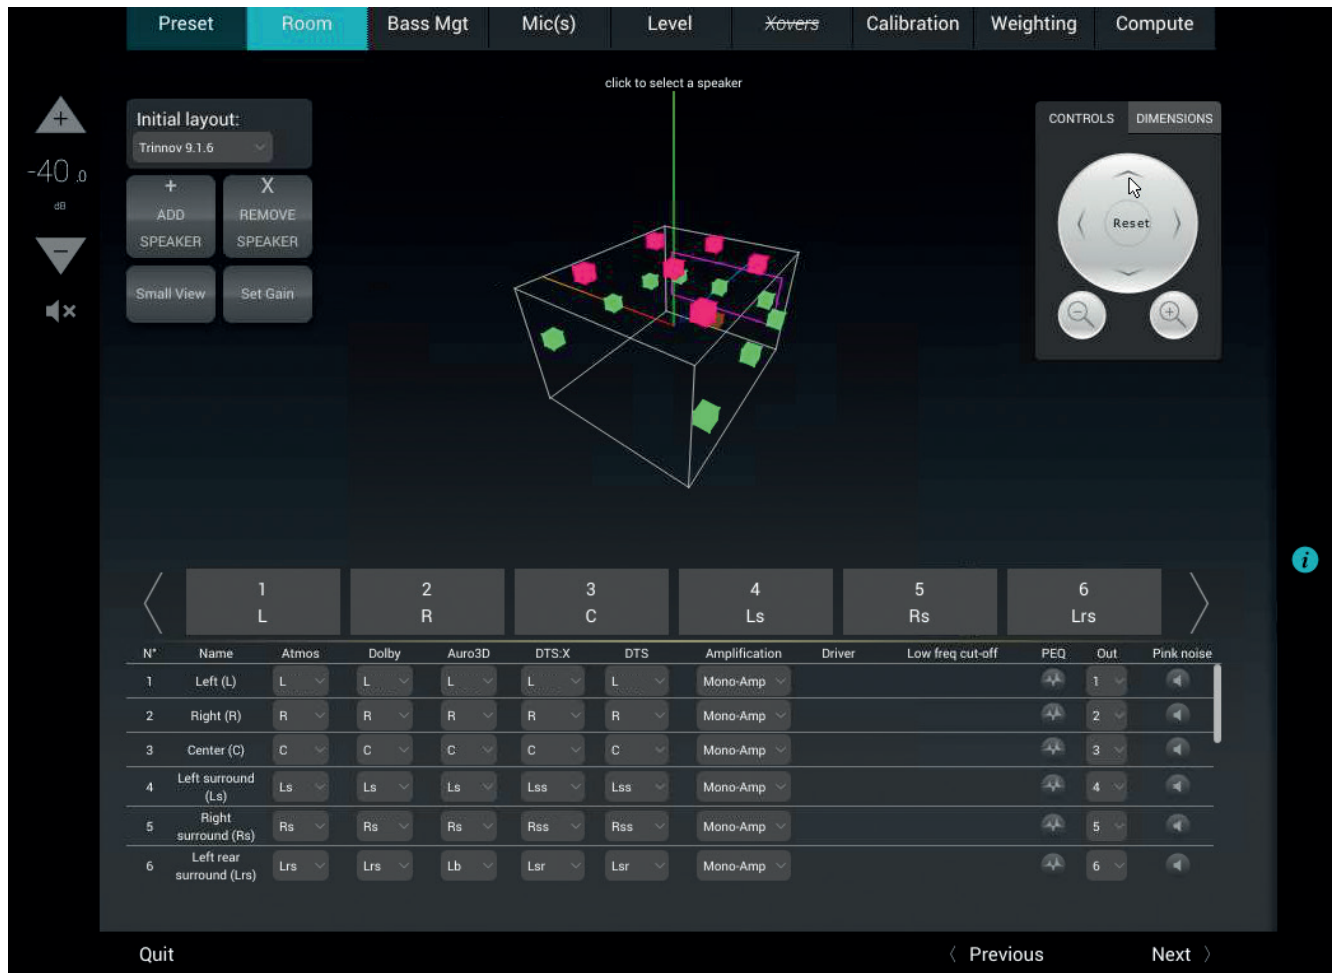 Preset Room Bass Mgt Mic(s) Level Xovers Calibration Weighting Compute
click to select a speaker
+
-40.0
dB
−
Initial layout:
Trinnov 9.1.6
+
ADD
SPEAKER
X
REMOVE
SPEAKER
Small View
Set Gain
CONTROLS DIMENSIONS
Reset
i
1
L
2
R
3
C
4
Ls
5
Rs
6
Lrs
N° Name Atmos Dolby Auro3D DTS:X DTS Amplification Driver Low freq cut-off PEQ Out Pink noise
1 Left (L) L L L L L Mono-Amp 1
2 Right (R) R R R R R Mono-Amp 2
3 Center (C) C C C C C Mono-Amp 3
4 Left surround (Ls) Ls Ls Ls Lss Lss Mono-Amp 4
5 Right surround (Rs) Rs Rs Rs Rss Rss Mono-Amp 5
6 Left rear surround (Lrs) Lrs Lrs Lb Lsr Lsr Mono-Amp 6
Quit Previous Next